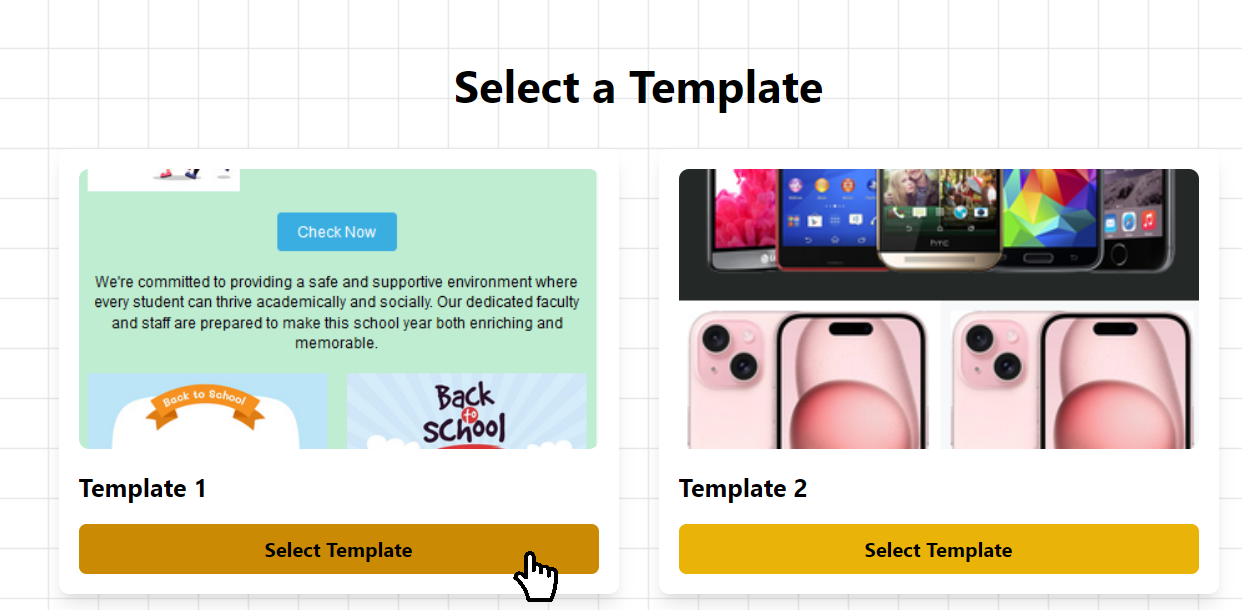 Select a Template
Check Now
We're committed to providing a safe and supportive environment where
every student can thrive academically and socially. Our dedicated faculty
and staff are prepared to make this school year both enriching and
memorable.
Back to School
Back
to
school
hTC
Template 1
Template 2
Select Template
Select Template